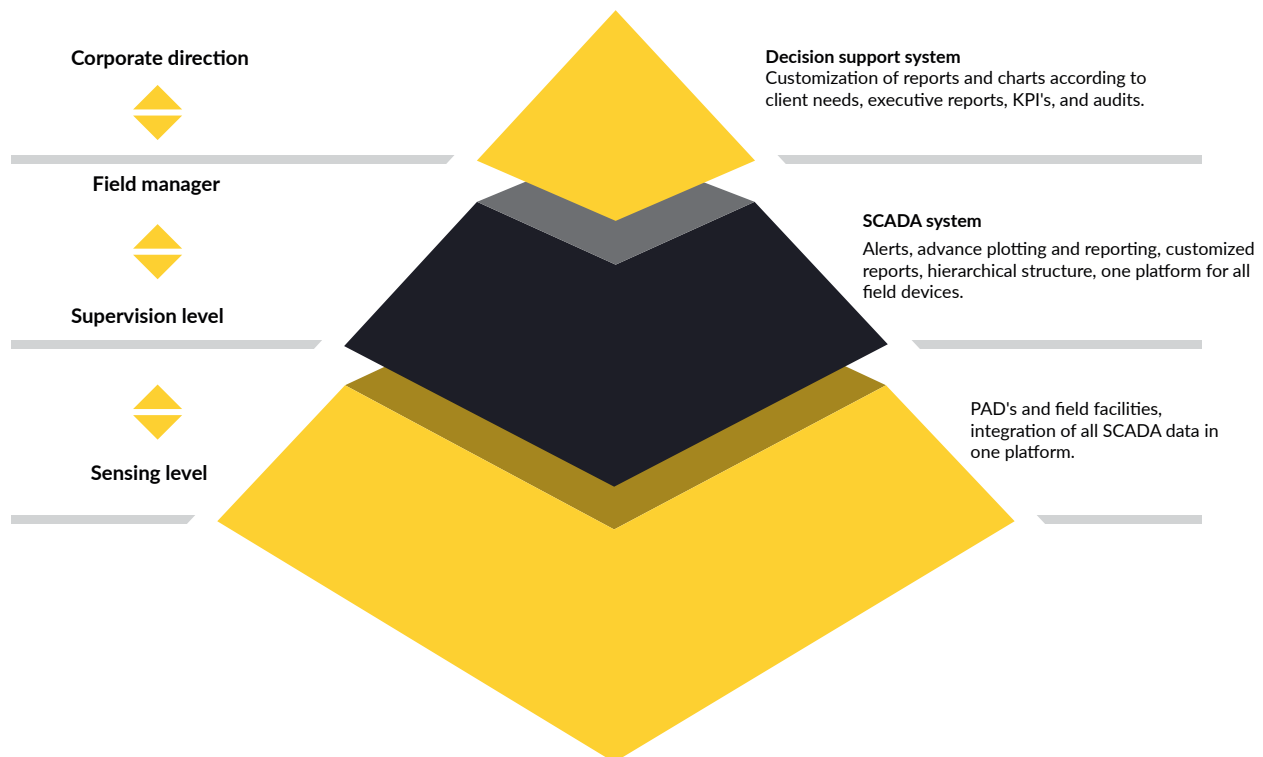 Corporate direction
Decision support system
Customization of reports and charts according to
client needs, executive reports, KPI's, and audits.
Field manager
SCADA system
Alerts, advance plotting and reporting, customized
reports, hierarchical structure, one platform for all
field devices.
Supervision level
PAD's and field facilities,
integration of all SCADA data in
one platform.
Sensing level